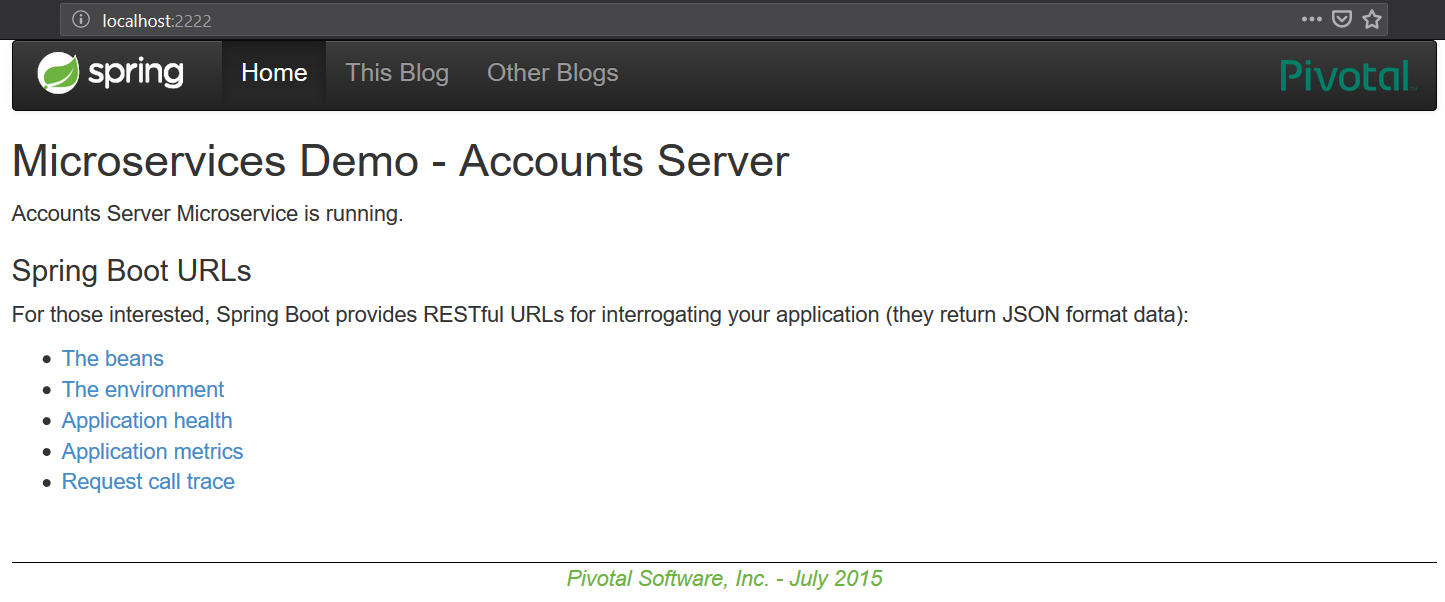 localhost:2222
spring Home This Blog Other Blogs Pivotal™
Microservices Demo - Accounts Server
Accounts Server Microservice is running.
Spring Boot URLs
For those interested, Spring Boot provides RESTful URLs for interrogating your application (they return JSON format data):
The beans
The environment
Application health
Application metrics
Request call trace
Pivotal Software, Inc. - July 2015